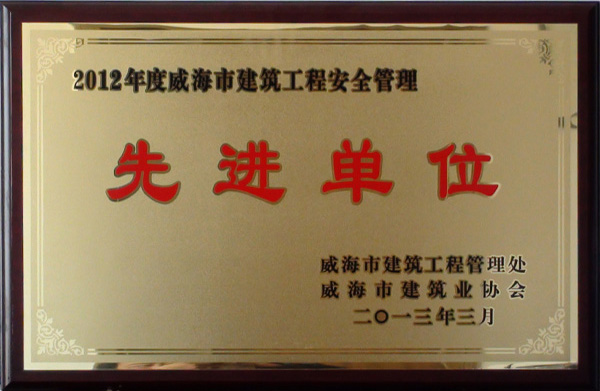 2012年度威海市建筑工程安全管理
先进单位
威海市建筑工程管理处
威海市建筑业协会
二〇一三年三月